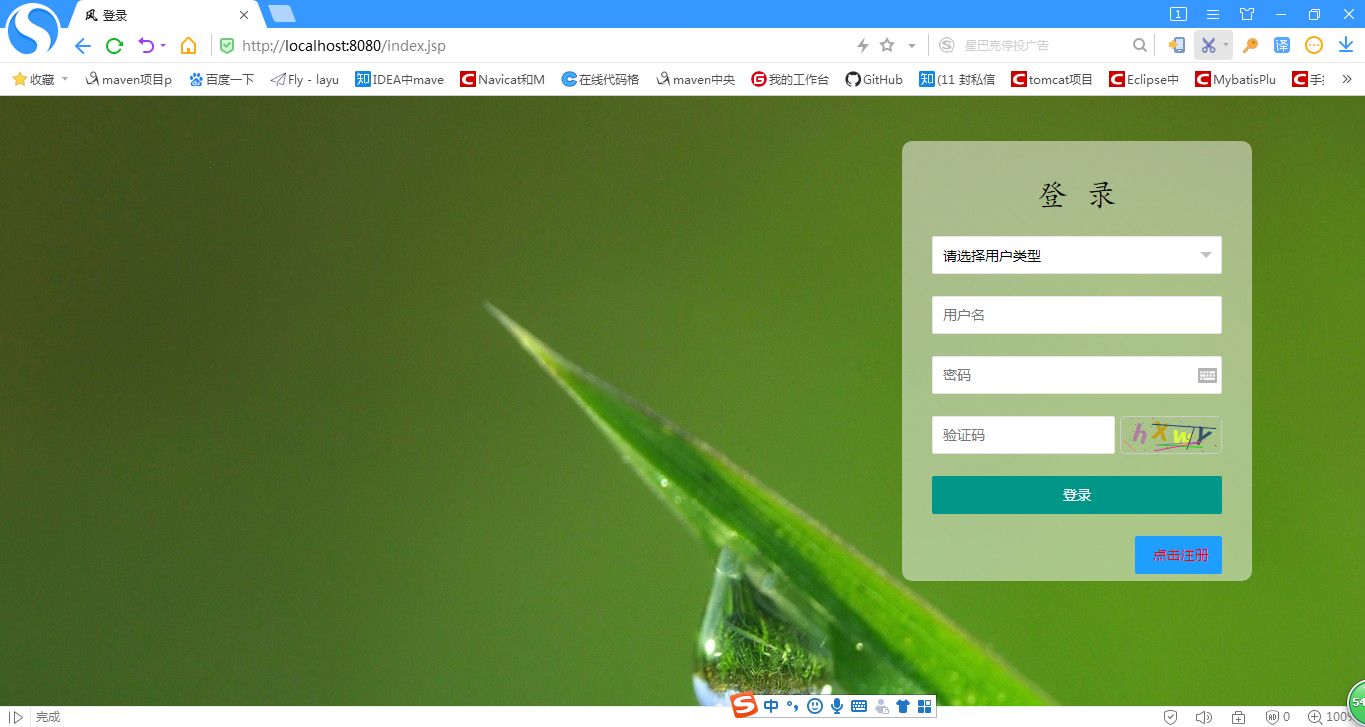 登录
1
http://localhost:8080/index.jsp
星巴克停投广告
译
收藏 maven项目p 百度一下 Fly - layu 知 IDEA中mave C Navicat和M C 在线代码格 maven中央 G 我的工作台 GitHub 知 (11 封私信 C tomcat项目 C Eclipse中 C MybatisPlu C 手
登 录
请选择用户类型
用户名
密码
验证码
hXwy
登录
点击注册
S 中
54
完成
0
100%